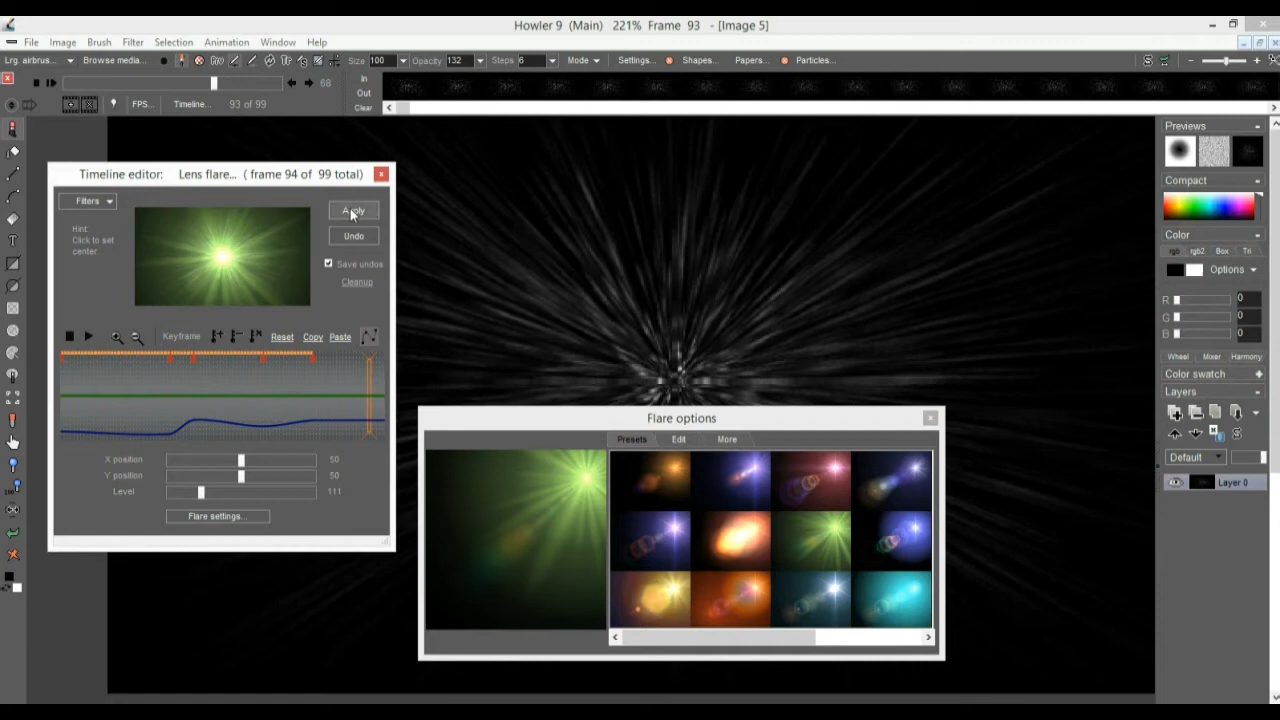 Howler 9 (Main) 221% Frame 93 - [Image 5]
File Image Brush Filter Selection Animation Window Help
Lrg. airbrus... Browse media... Size 100 Opacity 132 Steps 6 Mode Settings... Shapes... Papers... Particles...
68
In
Out
Clear
FPS... Timeline... 93 of 99
Timeline editor: Lens flare... ( frame 94 of 99 total)
Filters
Hint:
Click to set
center.
Apply
Undo
Save undos
Cleanup
Keyframe Reset Copy Paste
X position 50
Y position 50
Level 111
Flare settings...
Flare options
Presets Edit More
Previews
Compact
Color
rgb rgb2 Box Tri
Options
R 0
G 0
B 0
Wheel Mixer Harmony
Color swatch
Layers
Default
Layer 0
100